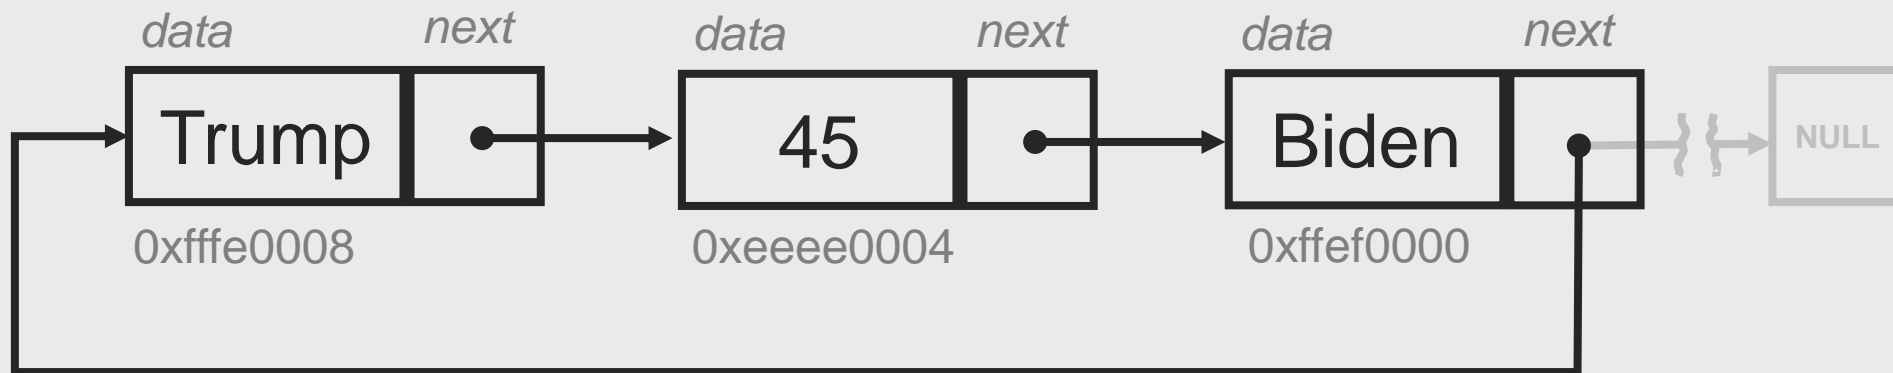 data next data next data next
Trump 45 Biden NULL
0xfffe0008 0xeeee0004 0xffef0000